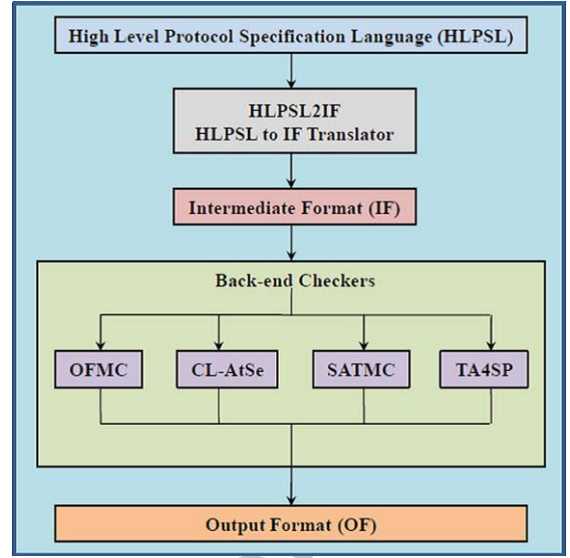 High Level Protocol Specification Language (HLPSL)
HLPSL2IF
HLPSL to IF Translator
Intermediate Format (IF)
Back-end Checkers
OFMC
CL-AtSe
SATMC
TA4SP
Output Format (OF)